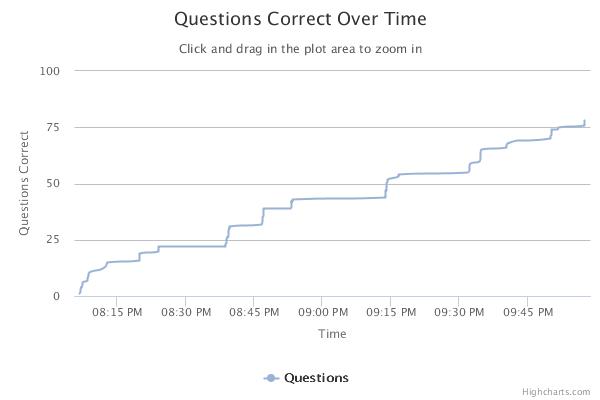 Questions Correct Over Time
Click and drag in the plot area to zoom in
100
75
50
25
0
Questions Correct
08:15 PM 08:30 PM 08:45 PM 09:00 PM 09:15 PM 09:30 PM 09:45 PM
Time
Questions
Highcharts.com